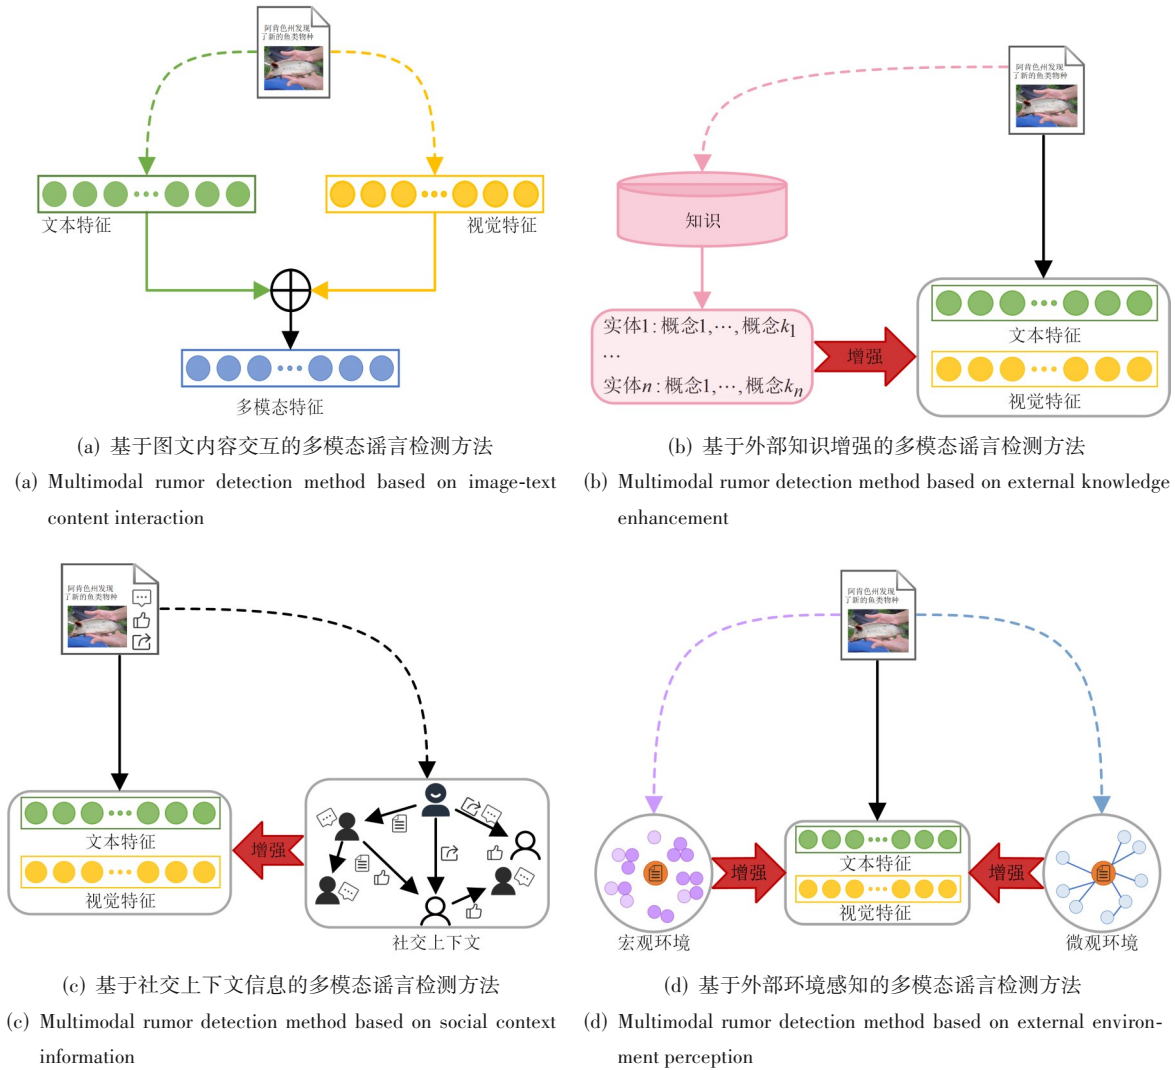 阿肯色州发现
了新的鱼类物种
文本特征
视觉特征
多模态特征
(a) 基于图文内容交互的多模态谣言检测方法
(a) Multimodal rumor detection method based on image-text
content interaction
阿肯色州发现
了新的鱼类物种
知识
实体1:概念1,⋯,概念k1
⋯
实体n:概念1,⋯,概念kn
增强
文本特征
视觉特征
(b) 基于外部知识增强的多模态谣言检测方法
(b) Multimodal rumor detection method based on external knowledge
enhancement
阿肯色州发现
了新的鱼类物种
文本特征
视觉特征
增强
社交上下文
(c) 基于社交上下文信息的多模态谣言检测方法
(c) Multimodal rumor detection method based on social context
information
阿肯色州发现
了新的鱼类物种
宏观环境
增强
文本特征
视觉特征
增强
微观环境
(d) 基于外部环境感知的多模态谣言检测方法
(d) Multimodal rumor detection method based on external environ-
ment perception